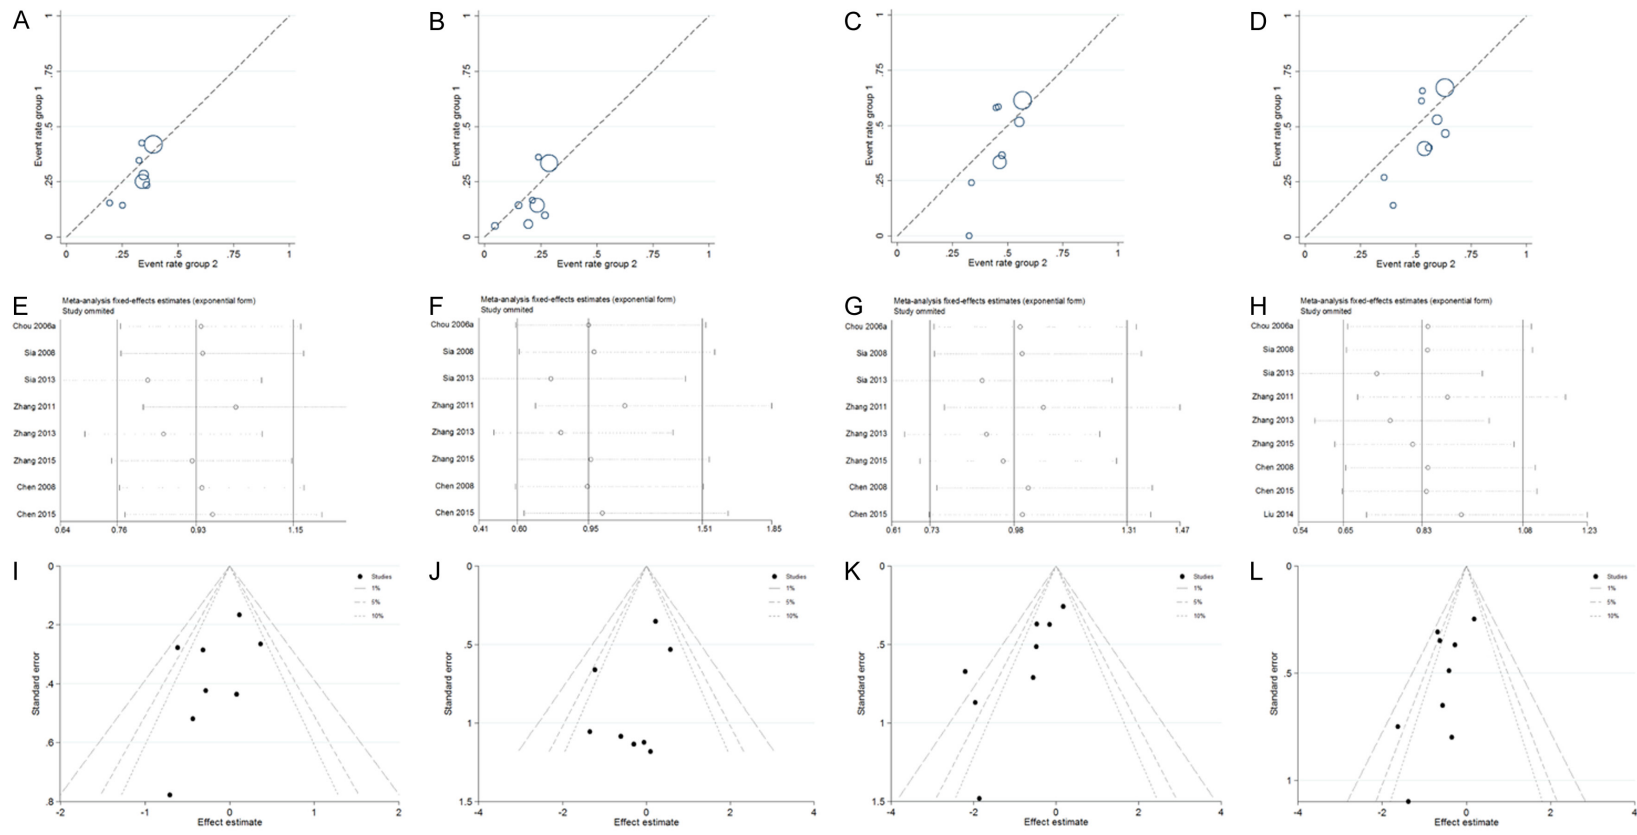 A
1
.75
.5
.25
0
Event rate group 1
0
.25
.5
.75
1
Event rate group 2
B
1
.75
.5
.25
0
Event rate group 1
0
.25
.5
.75
1
Event rate group 2
C
1
.75
.5
.25
0
Event rate group 1
0
.25
.5
.75
1
Event rate group 2
D
1
.75
.5
.25
0
Event rate group 1
0
.25
.5
.75
1
Event rate group 2
E
Meta-analysis fixed-effects estimates (exponential form)
Study ommited
Chou 2006a
Sia 2008
Sia 2013
Zhang 2011
Zhang 2013
Zhang 2015
Chen 2008
Chen 2015
0.64
0.76
0.93
1.15
F
Meta-analysis fixed-effects estimates (exponential form)
Study ommited
Chou 2006a
Sia 2008
Sia 2013
Zhang 2011
Zhang 2013
Zhang 2015
Chen 2008
Chen 2015
0.41
0.60
0.95
1.51
1.85
G
Meta-analysis fixed-effects estimates (exponential form)
Study ommited
Chou 2006a
Sia 2008
Sia 2013
Zhang 2011
Zhang 2013
Zhang 2015
Chen 2008
Chen 2015
0.61
0.73
0.98
1.31
1.47
H
Meta-analysis fixed-effects estimates (exponential form)
Study ommited
Chou 2006a
Sia 2008
Sia 2013
Zhang 2011
Zhang 2013
Zhang 2015
Chen 2008
Chen 2015
Liu 2014
0.54
0.65
0.83
1.08
1.23
I
0
.2
.4
.6
.8
Standard error
-2
-1
0
1
2
Effect estimate
Studies
1%
5%
10%
J
0
.5
1
1.5
Standard error
-4
-2
0
2
4
Effect estimate
Studies
1%
5%
10%
K
0
.5
1
1.5
Standard error
-4
-2
0
2
4
Effect estimate
Studies
1%
5%
10%
L
0
.5
1
Standard error
-4
-2
0
2
4
Effect estimate
Studies
1%
5%
10%